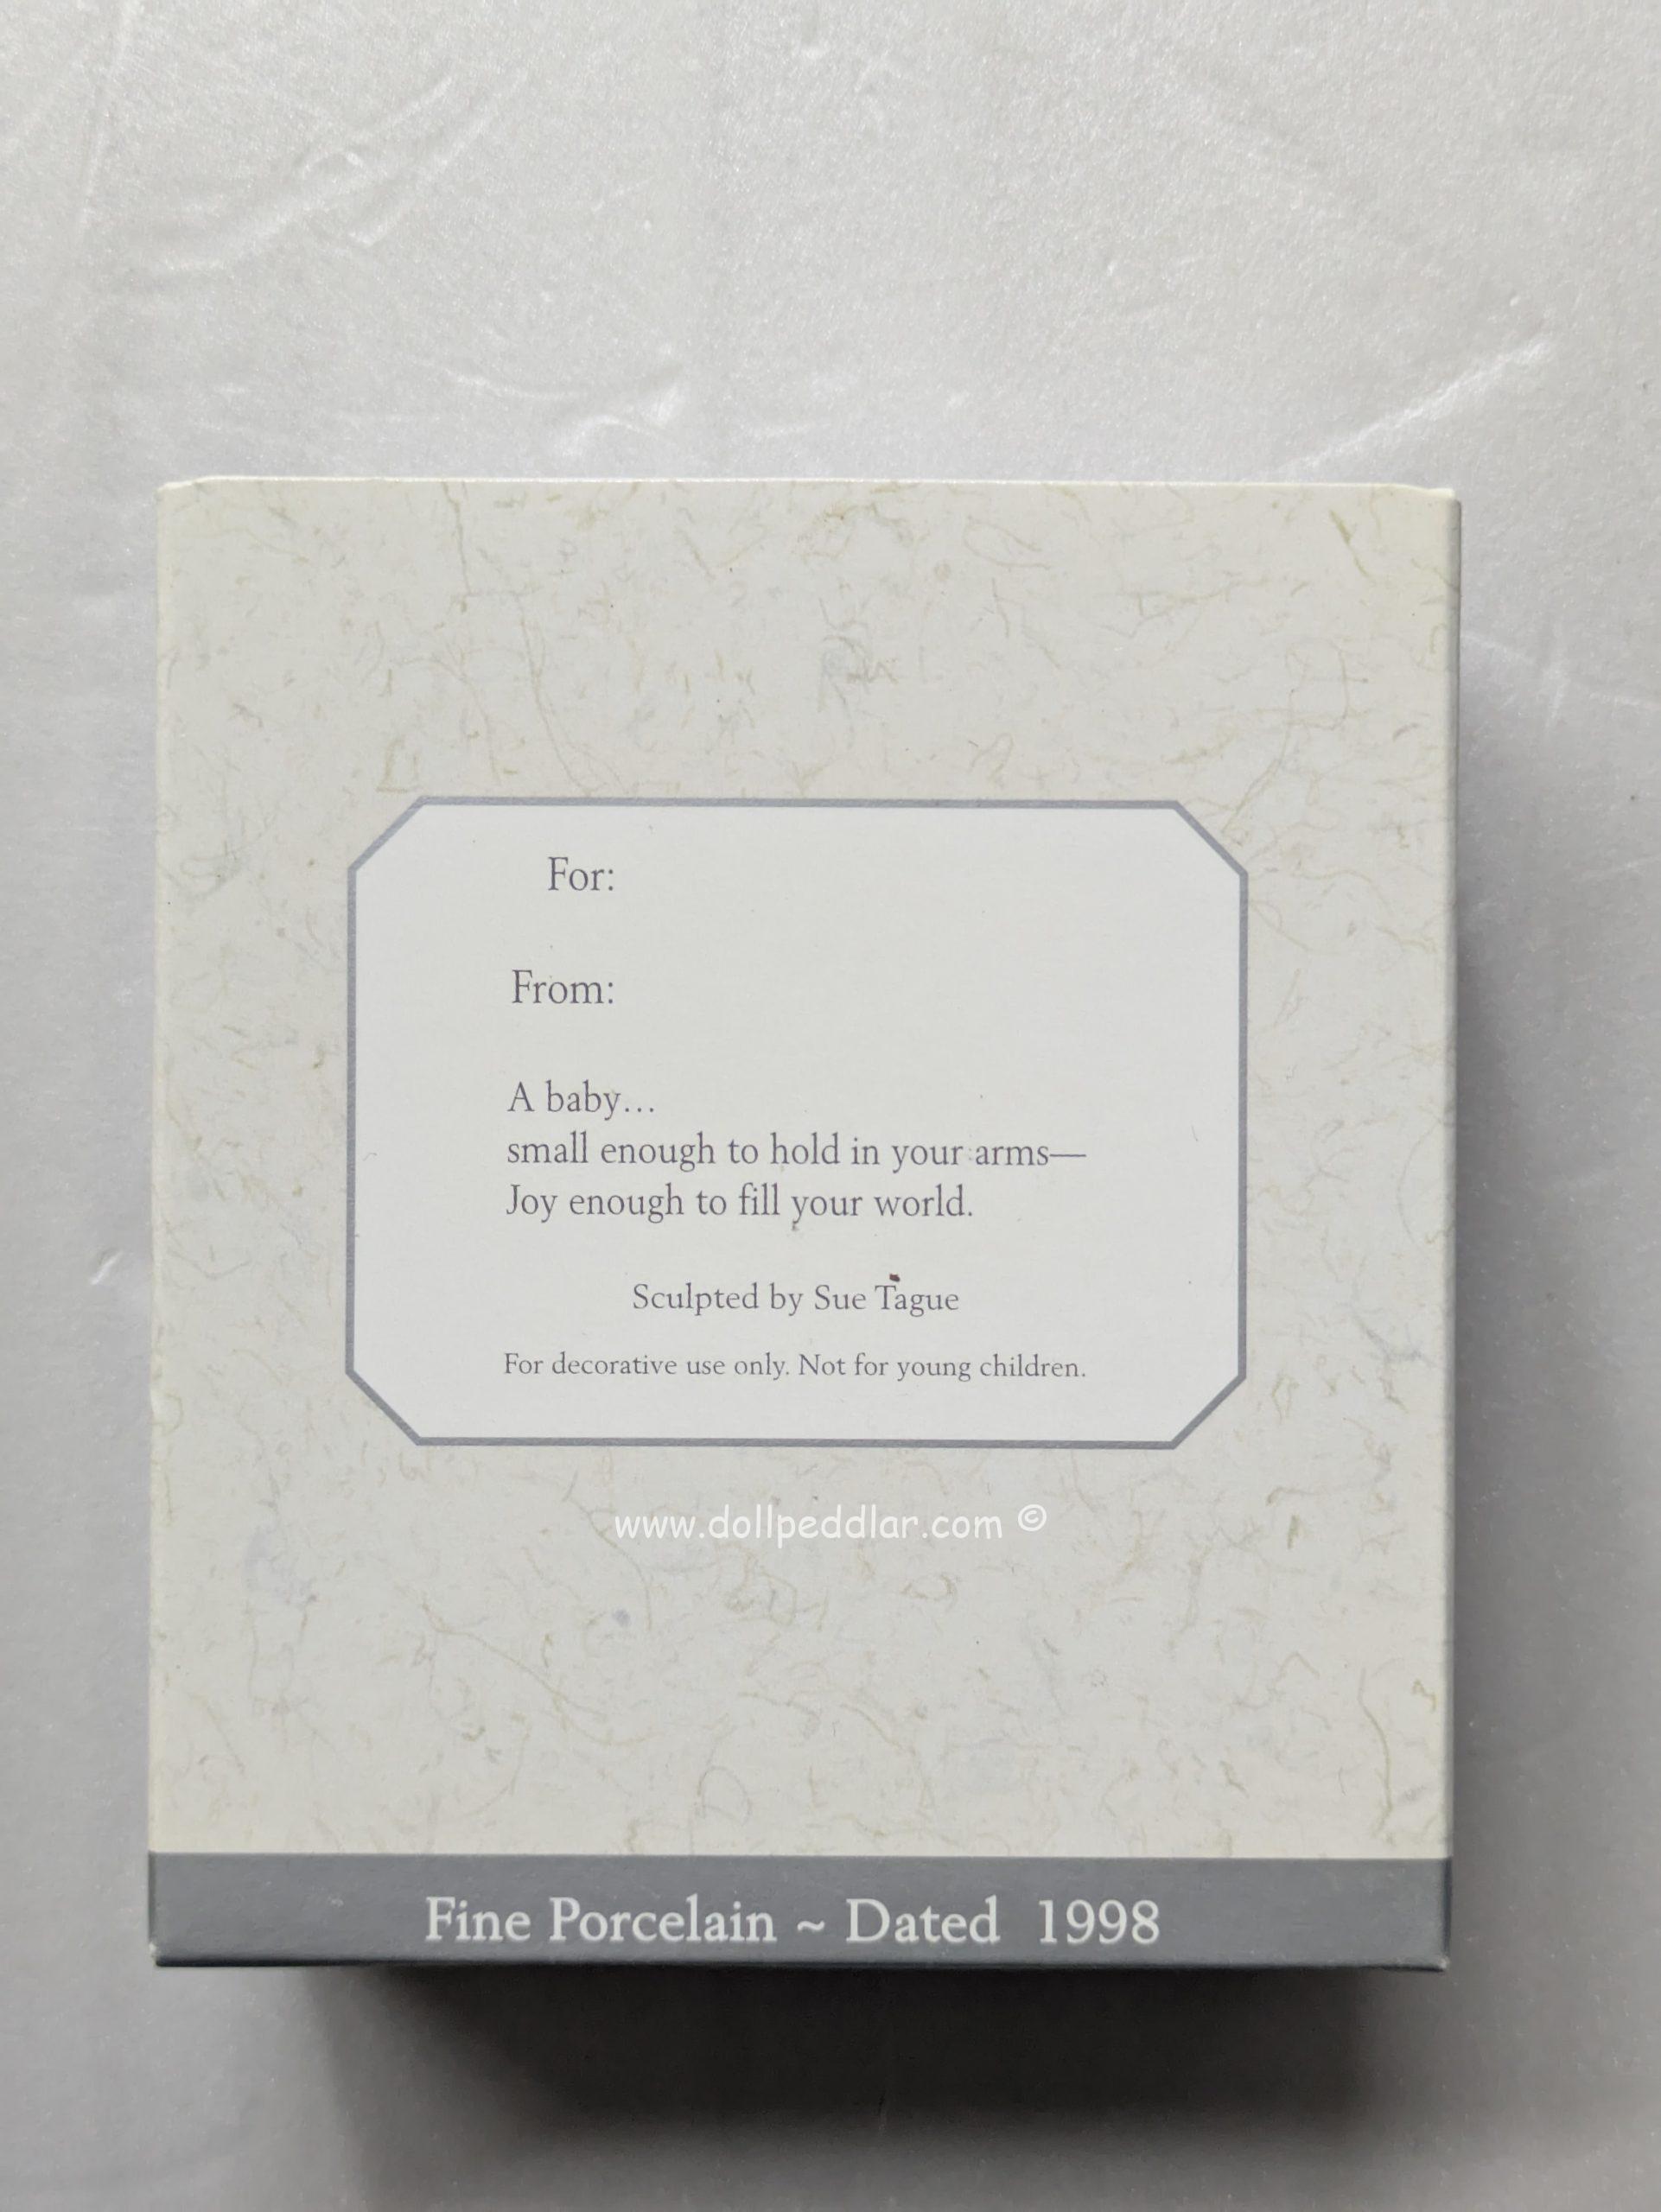 For:
From:
A baby...
small enough to hold in your arms—
Joy enough to fill your world.
Sculpted by Sue Tague
For decorative use only. Not for young children.
www.dollpeddlar.com ©
Fine Porcelain ~ Dated 1998